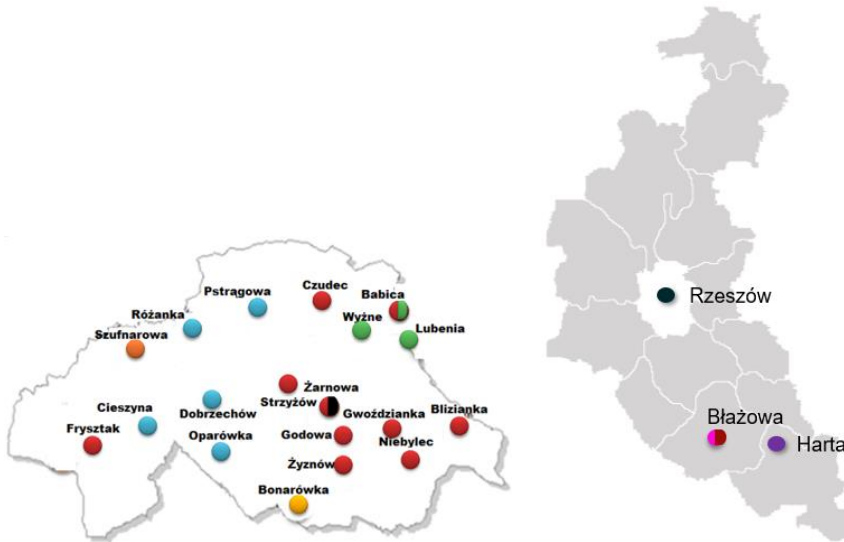 Czudec
Pstrągowa
Babica
Różanka
Wyżne
Lubenia
Szufnarowa
Żarnowa
Strzyżów
Cieszyna
Dobrzechów
Gwoździanka
Blizianka
Frysztak
Oparówka
Godowa
Niebylec
Żyznów
Bonarówka
Rzeszów
Błażowa
Harta